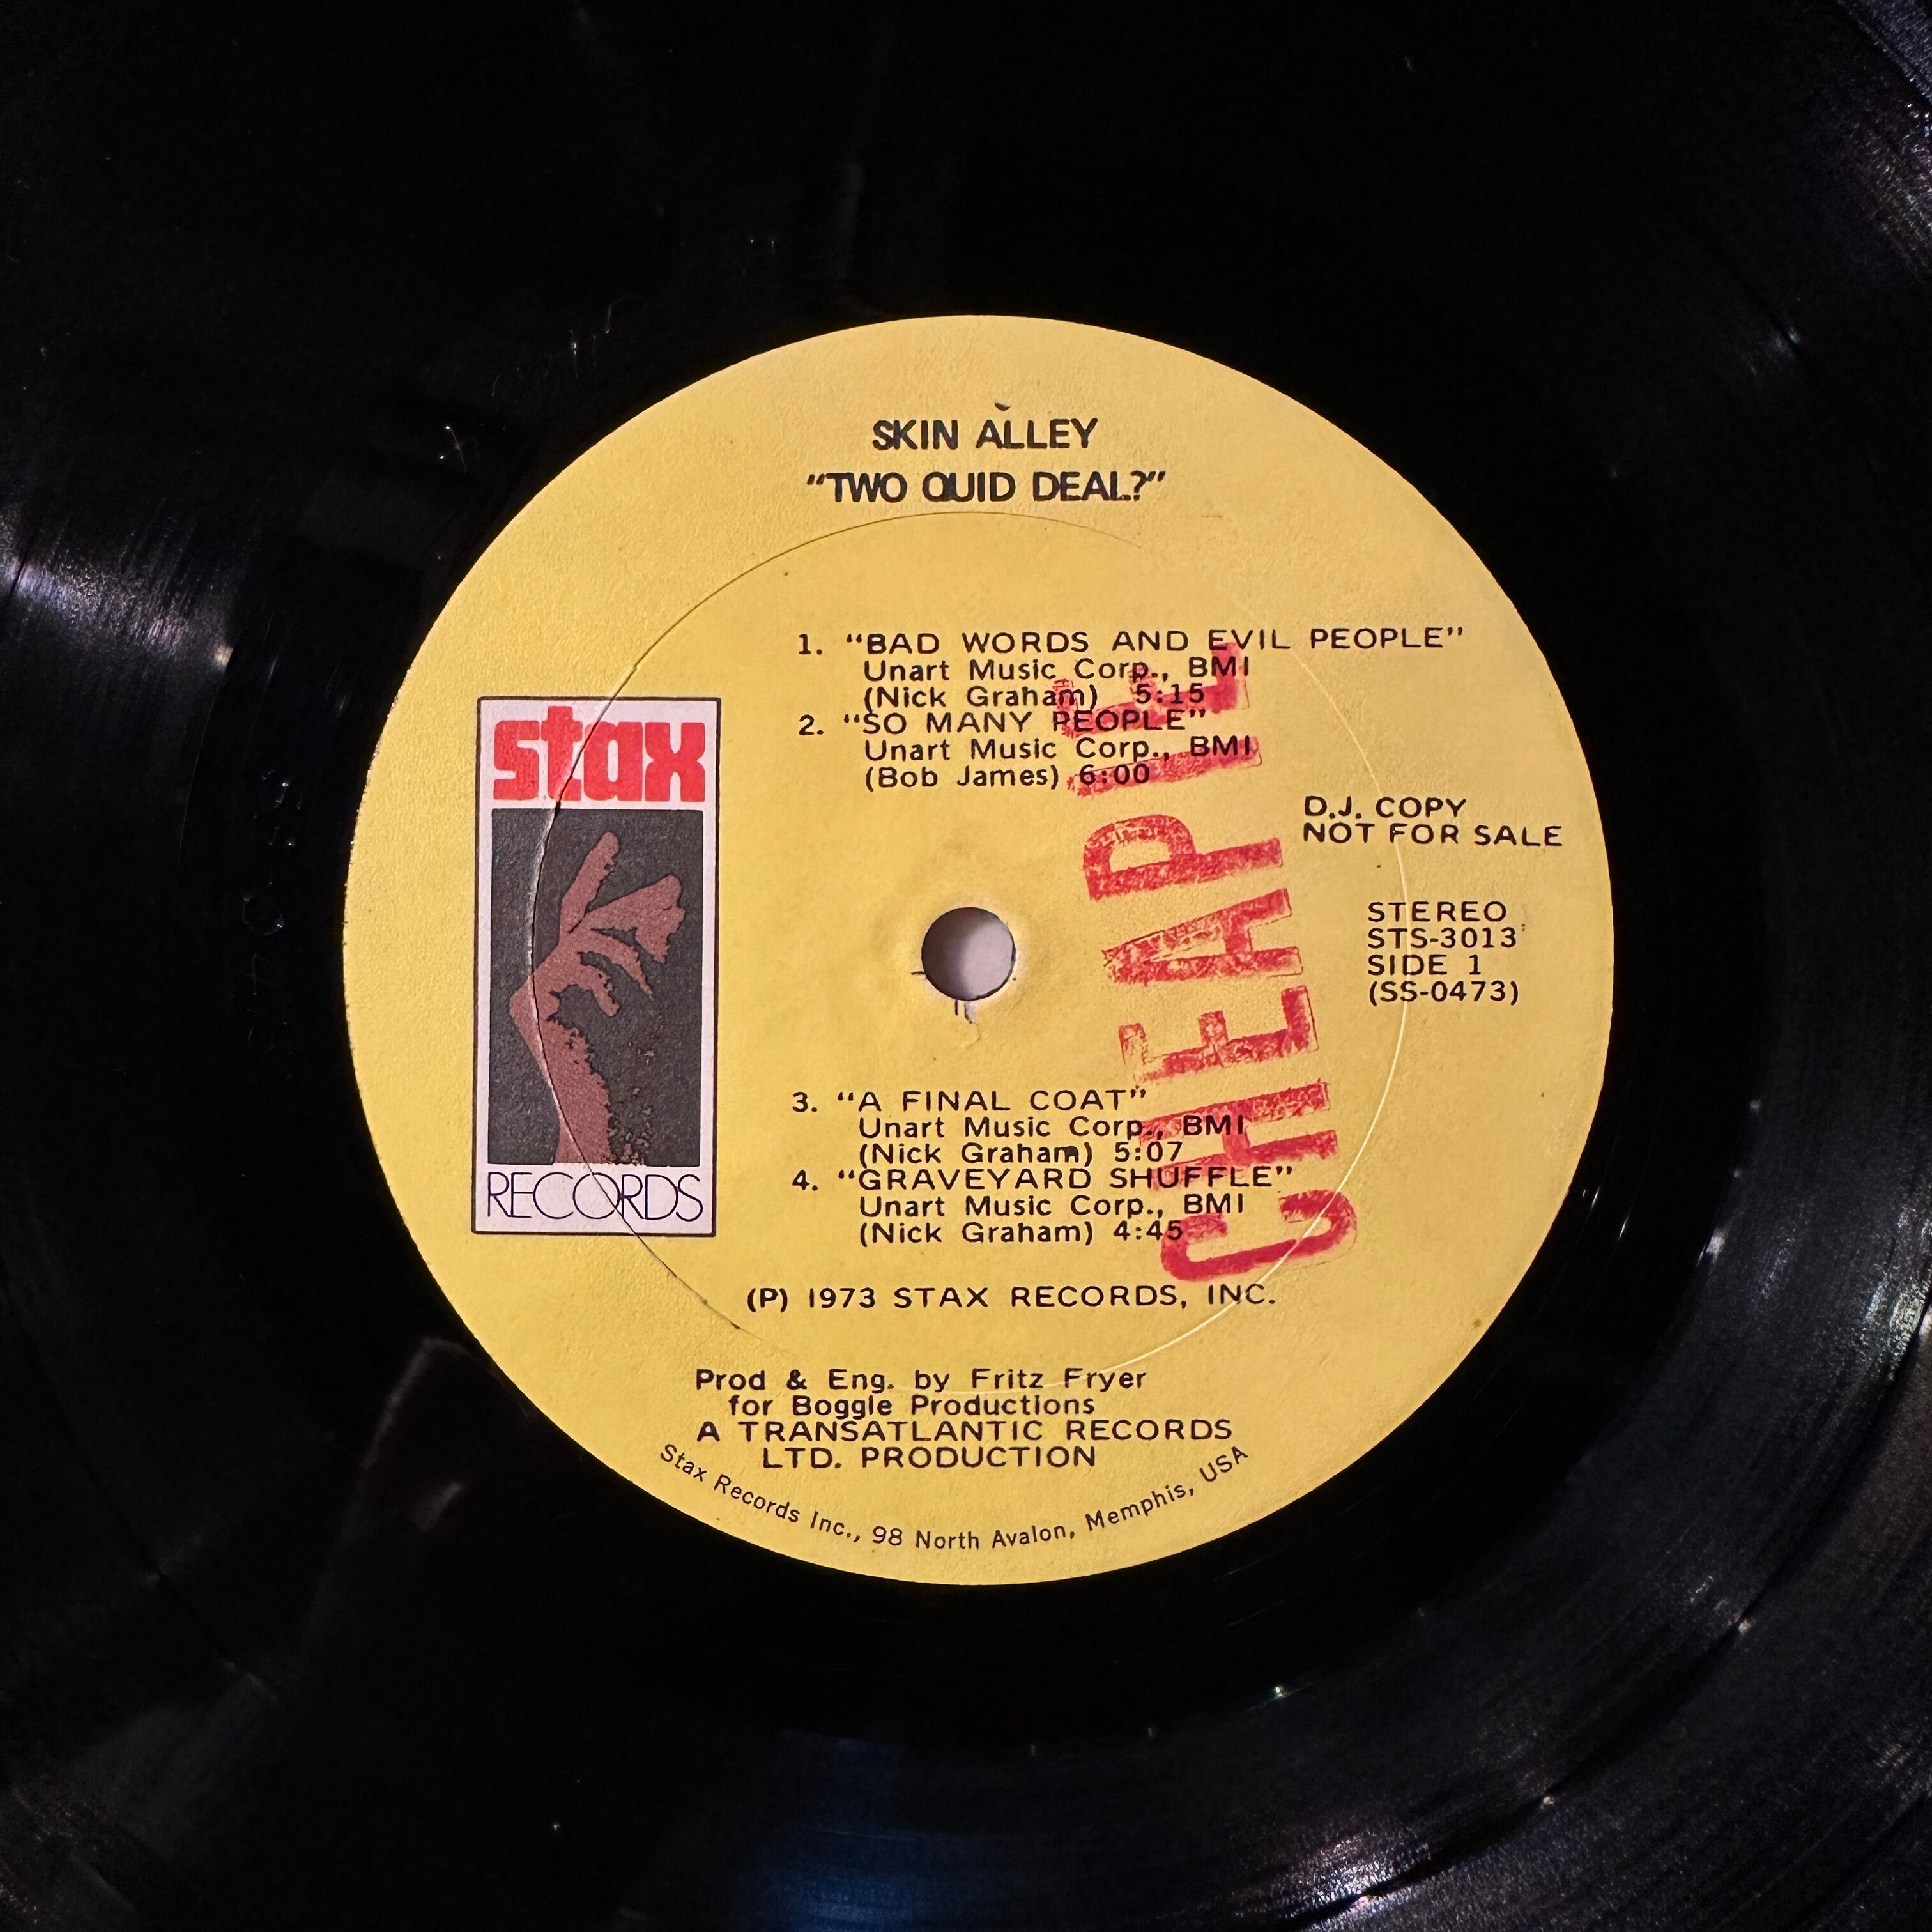 SKIN ALLEY
"TWO QUID DEAL?"
1. "BAD WORDS AND EVIL PEOPLE"
Unart Music Corp., BMI
(Nick Graham) 5:15
2. "SO MANY PEOPLE"
Unart Music Corp., BMI
(Bob James) 6:00
stax
RECORDS
D.J. COPY
NOT FOR SALE
STEREO
STS-3013
SIDE 1
(SS-0473)
CHEAPIE
3. "A FINAL COAT"
Unart Music Corp., BMI
(Nick Graham) 5:07
4. "GRAVEYARD SHUFFLE"
Unart Music Corp., BMI
(Nick Graham) 4:45
(P) 1973 STAX RECORDS, INC.
Prod & Eng. by Fritz Fryer
for Boggle Productions
A TRANSATLANTIC RECORDS
LTD. PRODUCTION
Stax Records Inc., 98 North Avalon, Memphis, USA